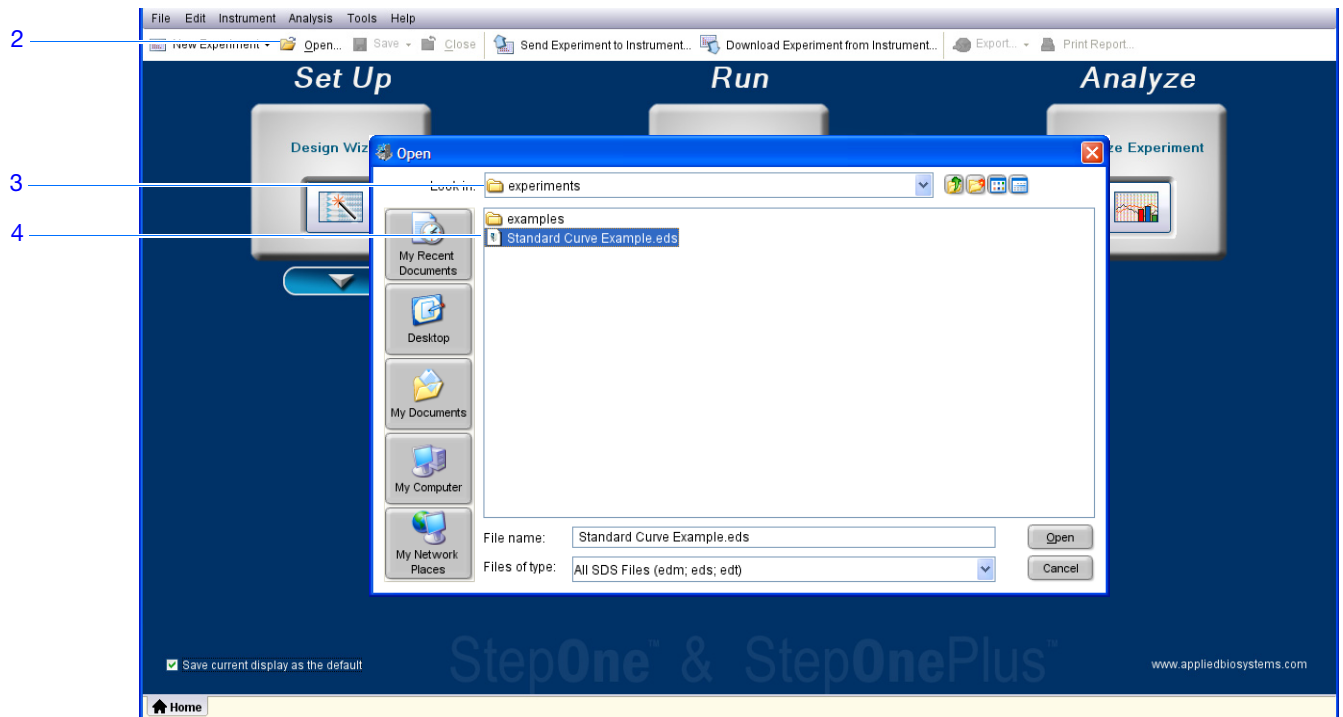 File Edit Instrument Analysis Tools Help
2
New Experiment Open... Save Close Send Experiment to Instrument... Download Experiment from Instrument... Export... Print Report...
Set Up Run Analyze
Design Wiz
ze Experiment
Open
3
Look in: experiments
examples
4
Standard Curve Example.eds
My Recent
Documents
Desktop
My Documents
My Computer
My Network
Places
File name: Standard Curve Example.eds Open
Files of type: All SDS Files (edm; eds; edt) Cancel
StepOne™ & StepOnePlus™
Save current display as the default
www.appliedbiosystems.com
Home